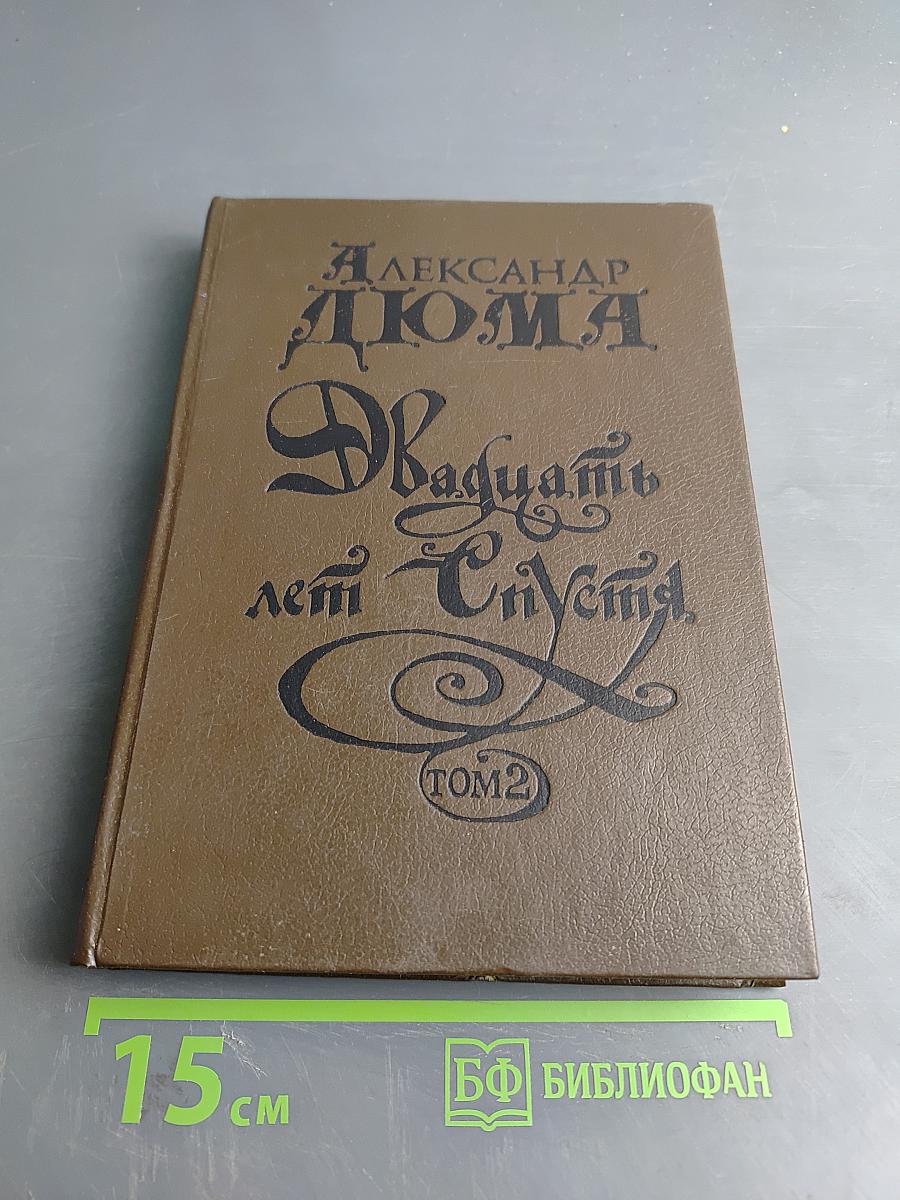 Александр
ДЮМА
Двадцать
лет Спустя
ТОМ 2
15 см
БФ БИБЛИОФАН